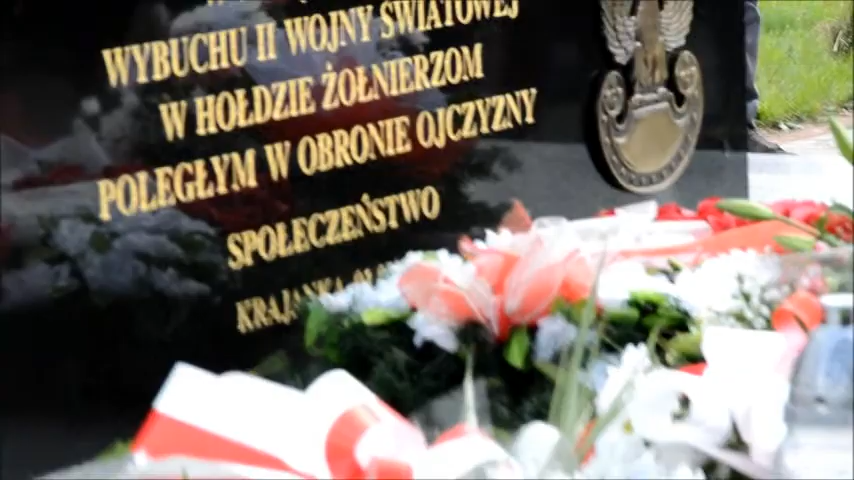 WYBUCHU II WOJNY ŚWIATOWEJ
W HOŁDZIE ŻOŁNIERZOM
POLEGŁYM W OBRONIE OJCZYZNY
SPOŁECZEŃSTWO
KRAJANKA